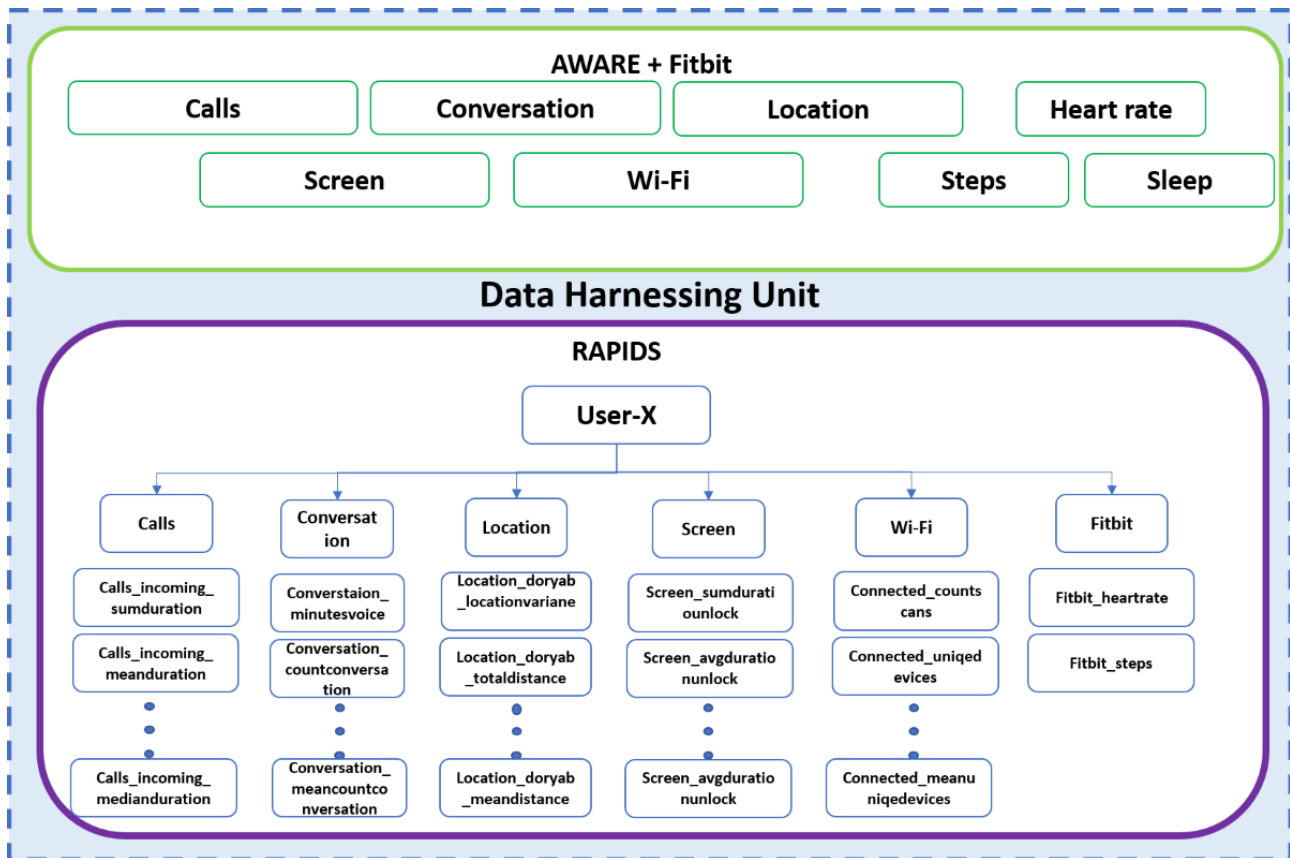 AWARE + Fitbit
Calls
Conversation
Location
Heart rate
Screen
Wi-Fi
Steps
Sleep
Data Harnessing Unit
RAPIDS
User-X
Calls
Conversat
ion
Location
Screen
Wi-Fi
Fitbit
Calls_incoming_
sumduration
Converstaion_
minutesvoice
Location_doryab
_locationvariane
Screen_sumdurati
ounlock
Connected_counts
cans
Fitbit_heartrate
Calls_incoming_
meanduration
Conversation_
countconversa
tion
Location_doryab
_totaldistance
Screen_avgduratio
nunlock
Connected_uniqed
evices
Fitbit_steps
Calls_incoming_
medianduration
Conversation_
meancountco
nversation
Location_doryab
_meandistance
Screen_avgduratio
nunlock
Connected_meanu
niqedevices